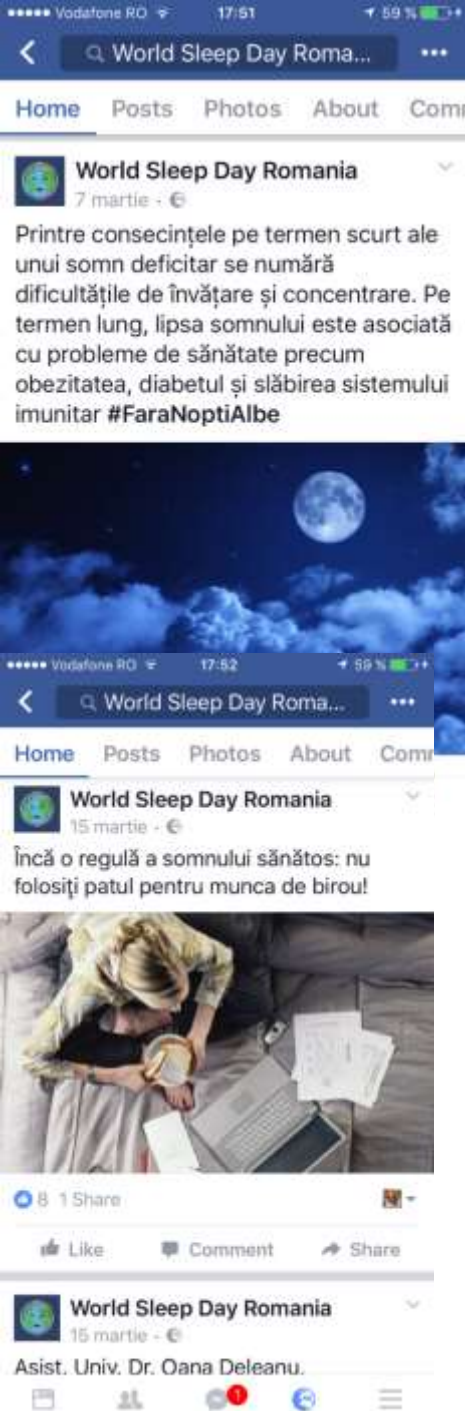 Vodafone RO 17:51 59 %
World Sleep Day Roma...
Home Posts Photos About Com
World Sleep Day Romania
7 martie
Printre consecințele pe termen scurt ale
unui somn deficitar se numără
dificultățile de învățare și concentrare. Pe
termen lung, lipsa somnului este asociată
cu probleme de sănătate precum
obezitatea, diabetul și slăbirea sistemului
imunitar #FaraNoptiAlbe
Vodafone RO 17:52 59 %
World Sleep Day Roma...
Home Posts Photos About Com
World Sleep Day Romania
15 martie
Încă o regulă a somnului sănătos: nu
folosiți patul pentru munca de birou!
8 1 Share
Like Comment Share
World Sleep Day Romania
15 martie
Asist. Univ. Dr. Oana Deleanu,
1